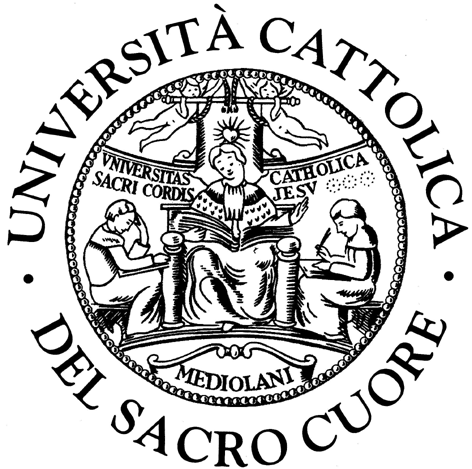 UNIVERSITÀ CATTOLICA
DEL SACRO CUORE
VNIVERSITAS CATHOLICA
SACRI CORDIS JESV
MEDIOLANI